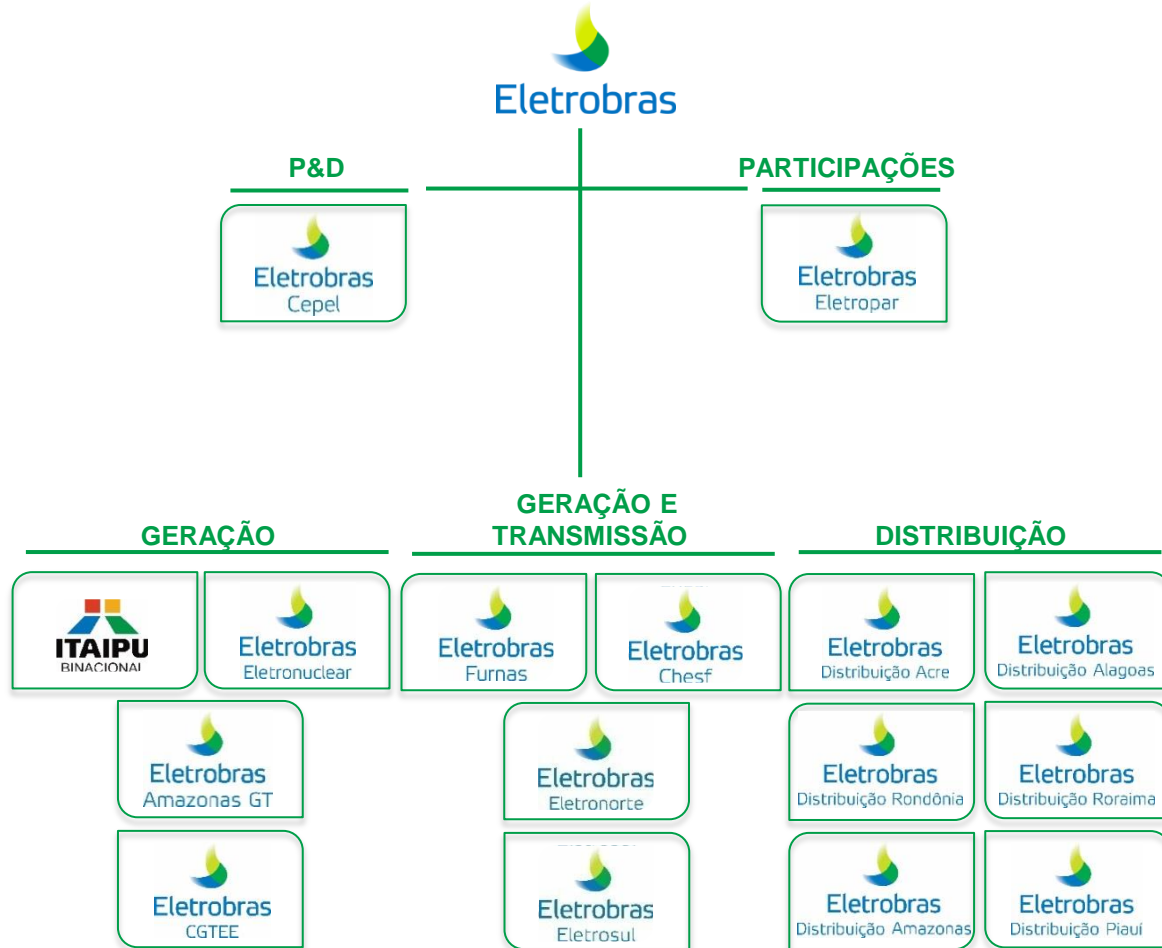 Eletrobras
P&D
PARTICIPAÇÕES
Eletrobras
Cepel
Eletrobras
Eletropar
GERAÇÃO
GERAÇÃO E
TRANSMISSÃO
DISTRIBUIÇÃO
ITAIPU
BINACIONAL
Eletrobras
Eletronuclear
Eletrobras
Furnas
Eletrobras
Chesf
Eletrobras
Distribuição Acre
Eletrobras
Distribuição Alagoas
Eletrobras
Amazonas GT
Eletrobras
Eletronorte
Eletrobras
Distribuição Rondônia
Eletrobras
Distribuição Roraima
Eletrobras
CGTEE
Eletrobras
Eletrosul
Eletrobras
Distribuição Amazonas
Eletrobras
Distribuição Piauí